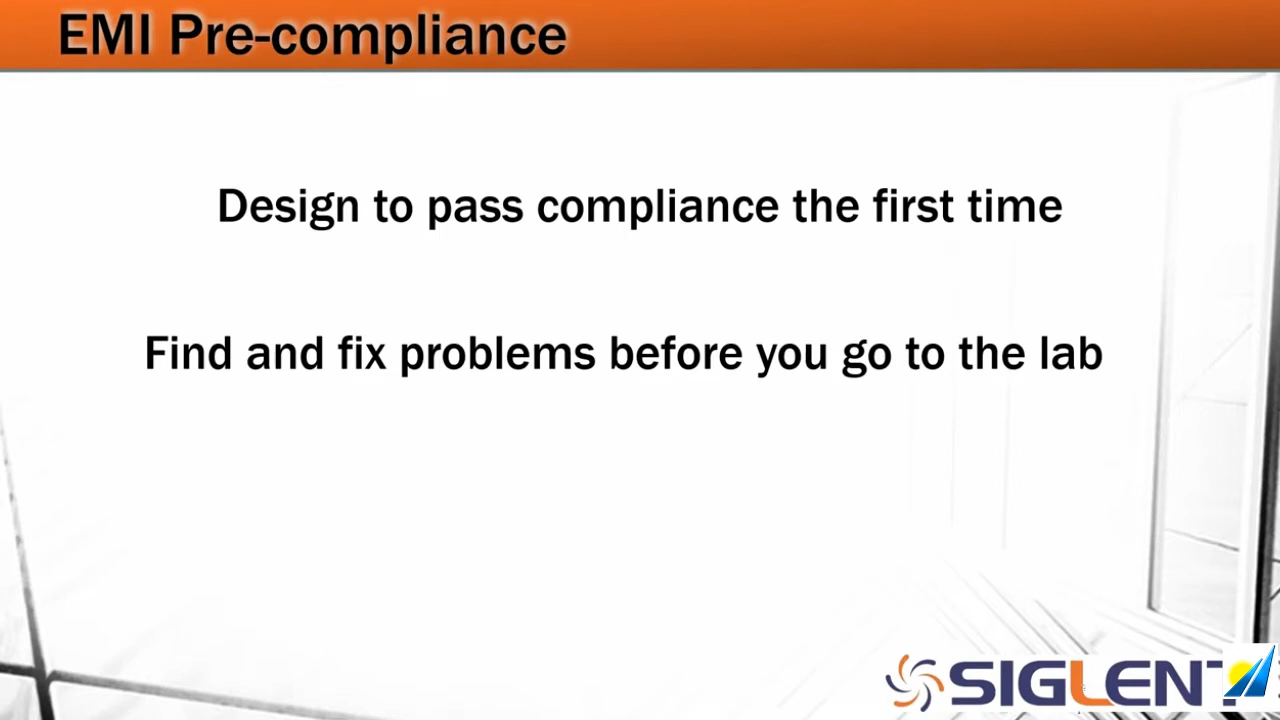 EMI Pre-compliance
Design to pass compliance the first time
Find and fix problems before you go to the lab
SIGLENT